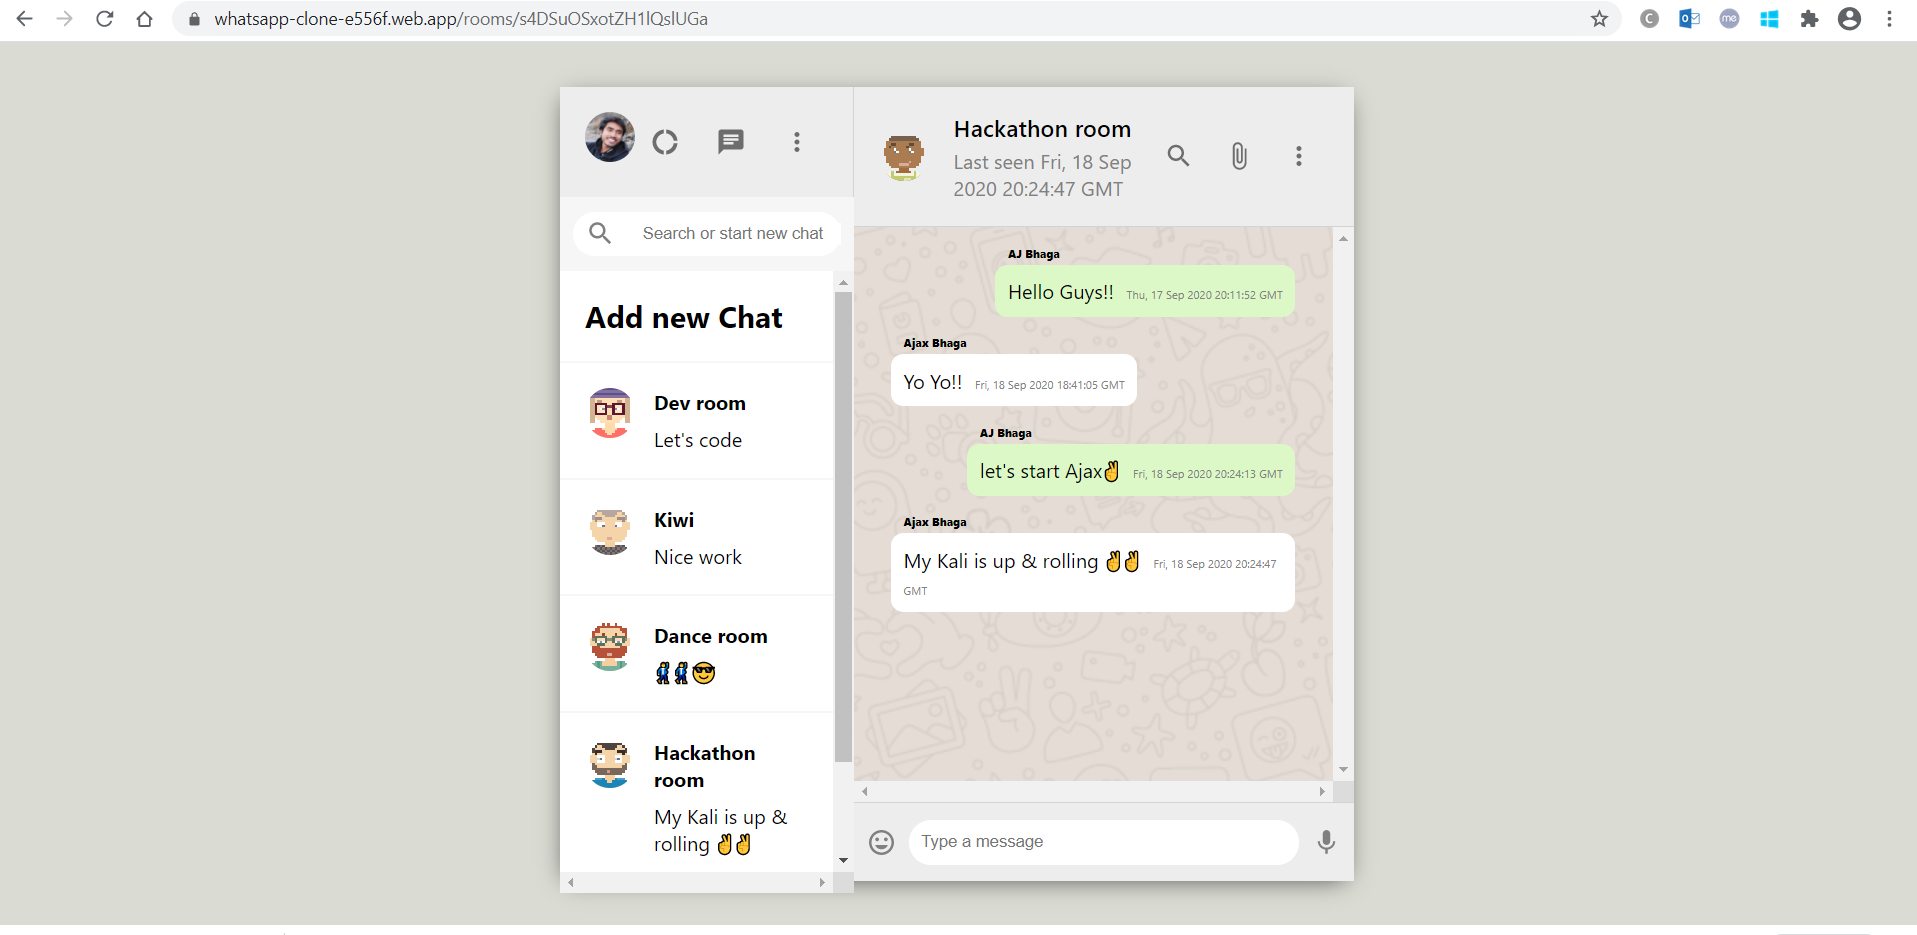 whatsapp-clone-e556f.web.app/rooms/s4DSuOSxotZH1lQslUGa
Search or start new chat
Add new Chat
Dev room
Let's code
Kiwi
Nice work
Dance room
🕺🕺😎
Hackathon
room
My Kali is up &
rolling ✌✌
Hackathon room
Last seen Fri, 18 Sep
2020 20:24:47 GMT
AJ Bhaga
Hello Guys!! Thu, 17 Sep 2020 20:11:52 GMT
Ajax Bhaga
Yo Yo!! Fri, 18 Sep 2020 18:41:05 GMT
AJ Bhaga
let's start Ajax✌ Fri, 18 Sep 2020 20:24:13 GMT
Ajax Bhaga
My Kali is up & rolling ✌✌ Fri, 18 Sep 2020 20:24:47
GMT
Type a message
C
O
me